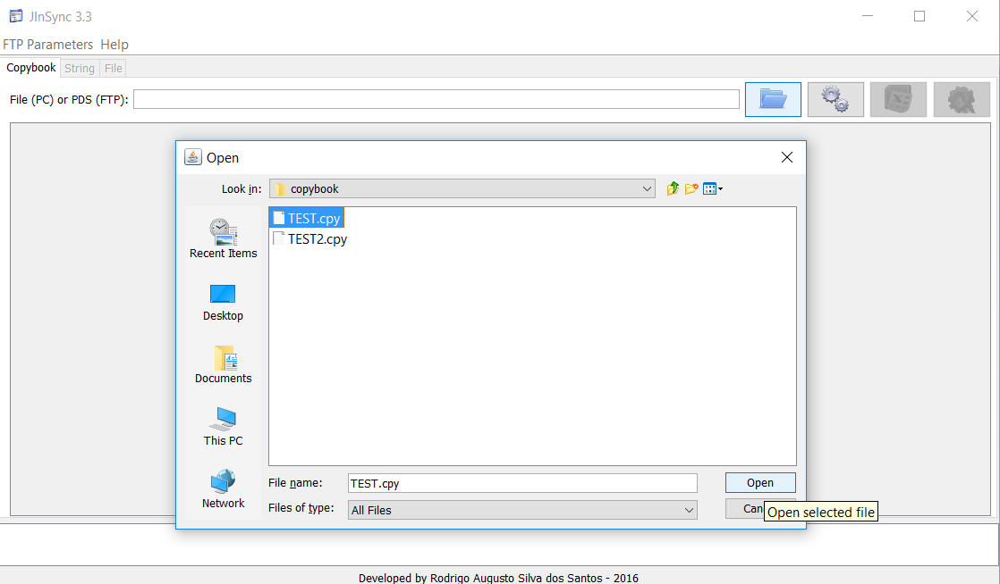 JInSync 3.3
FTP Parameters Help
Copybook String File
File (PC) or PDS (FTP):
Open
Look in: copybook
TEST.cpy
TEST2.cpy
Recent Items
Desktop
Documents
This PC
Network
File name: TEST.cpy Open
Files of type: All Files Can
Open selected file
Developed by Rodrigo Augusto Silva dos Santos - 2016